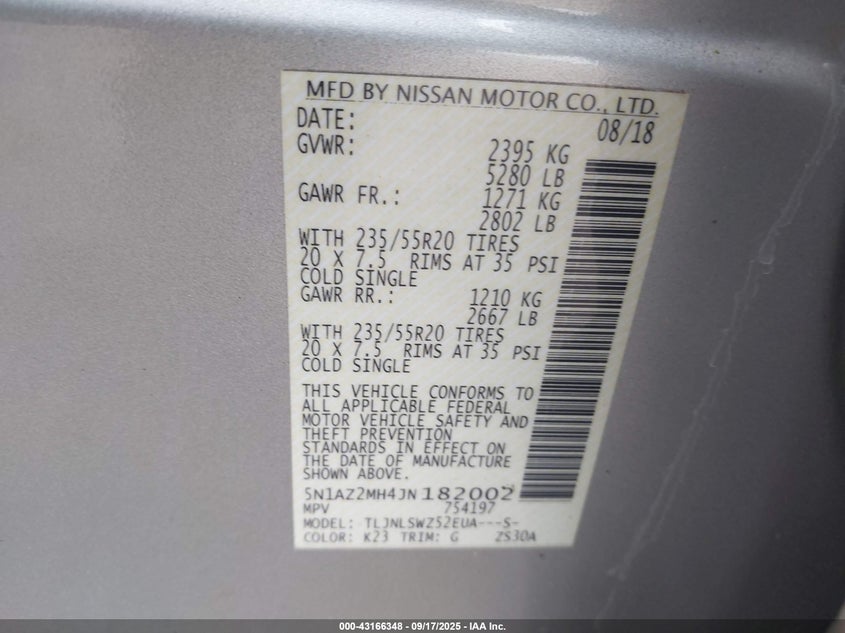 MFD BY NISSAN MOTOR CO., LTD.
DATE: 08/18
GVWR: 2395 KG
5280 LB
GAWR FR.: 1271 KG
2802 LB
WITH 235/55R20 TIRES
20 X 7.5 RIMS AT 35 PSI
COLD SINGLE
GAWR RR.: 1210 KG
2667 LB
WITH 235/55R20 TIRES
20 X 7.5 RIMS AT 35 PSI
COLD SINGLE
THIS VEHICLE CONFORMS TO
ALL APPLICABLE FEDERAL
MOTOR VEHICLE SAFETY AND
THEFT PREVENTION
STANDARDS IN EFFECT ON
THE DATE OF MANUFACTURE
SHOWN ABOVE.
5N1AZ2MH4JN182002
MPV 754197
MODEL: TLJNLSWZ52EUA---S-
COLOR: K23 TRIM: G ZS30A
000-43166348 - 09/17/2025 - IAA Inc.